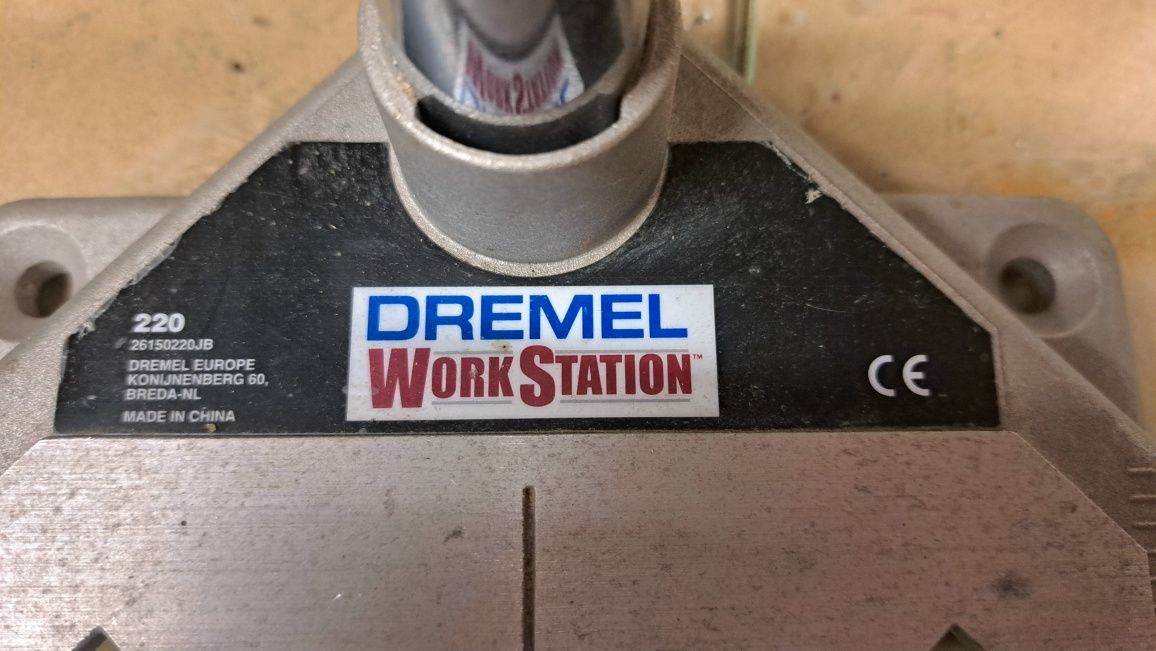 220
26150220JB
DREMEL EUROPE
KONIJNENBERG 60,
BREDA-NL
MADE IN CHINA
DREMEL
WORKSTATION™
CE